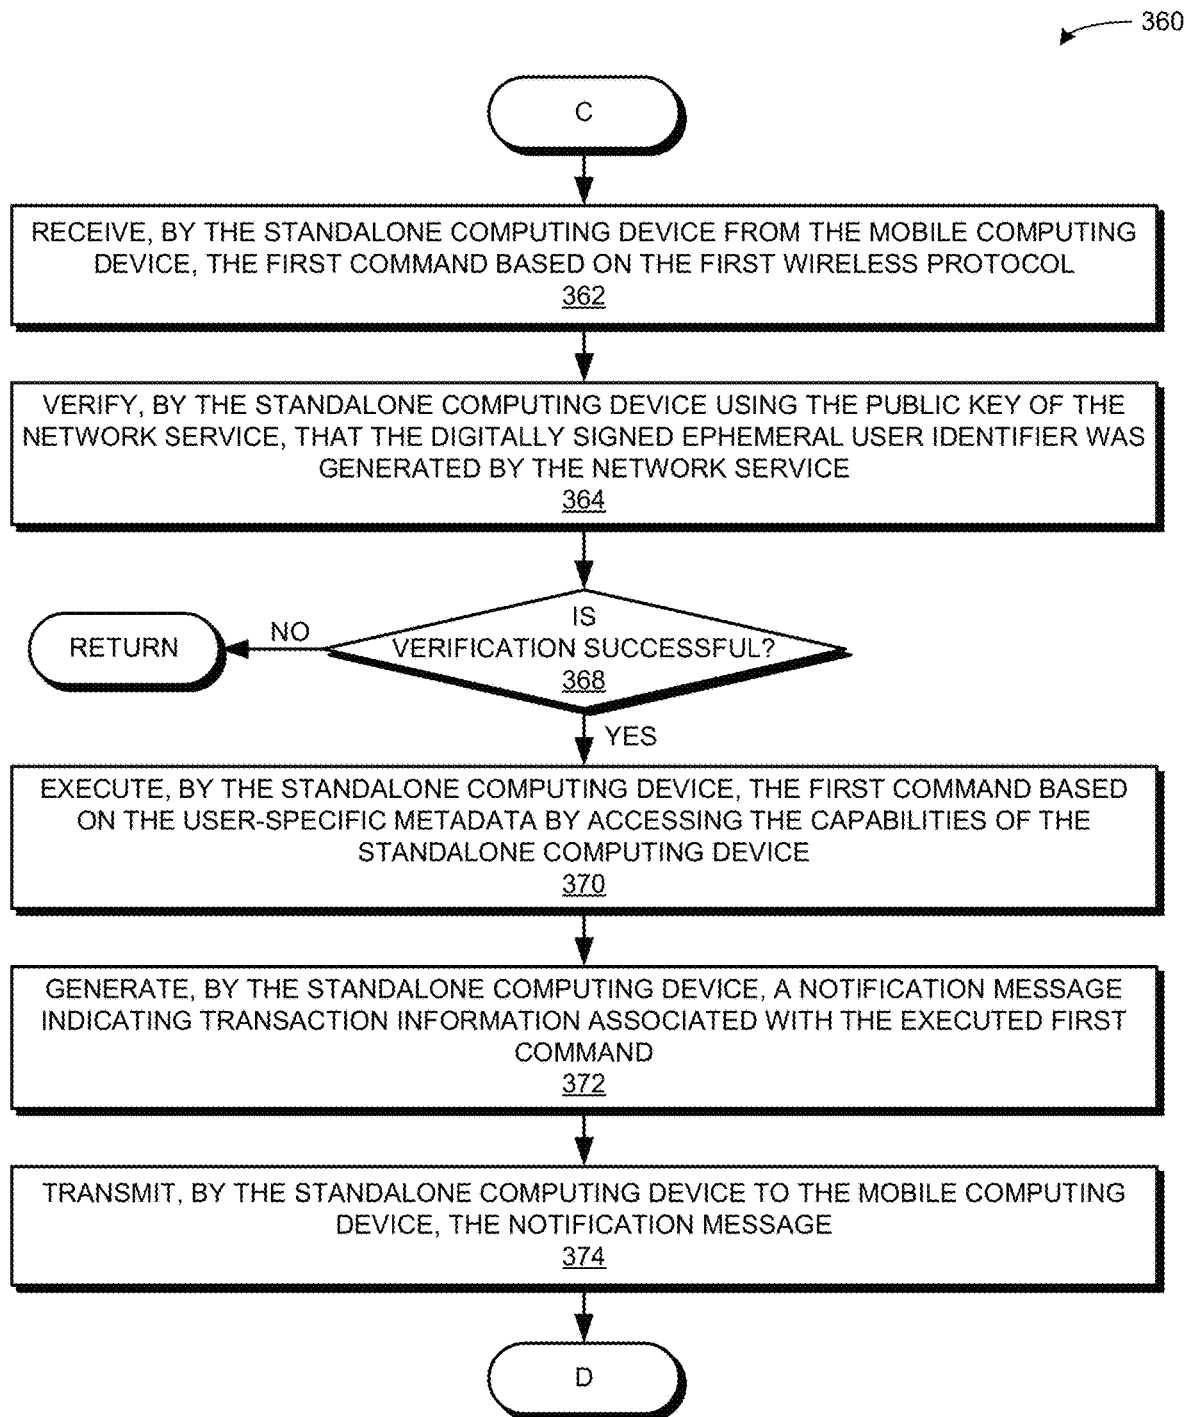 360
C
RECEIVE, BY THE STANDALONE COMPUTING DEVICE FROM THE MOBILE COMPUTING
DEVICE, THE FIRST COMMAND BASED ON THE FIRST WIRELESS PROTOCOL
362
VERIFY, BY THE STANDALONE COMPUTING DEVICE USING THE PUBLIC KEY OF THE
NETWORK SERVICE, THAT THE DIGITALLY SIGNED EPHEMERAL USER IDENTIFIER WAS
GENERATED BY THE NETWORK SERVICE
364
IS
VERIFICATION SUCCESSFUL?
368
NO
RETURN
YES
EXECUTE, BY THE STANDALONE COMPUTING DEVICE, THE FIRST COMMAND BASED
ON THE USER-SPECIFIC METADATA BY ACCESSING THE CAPABILITIES OF THE
STANDALONE COMPUTING DEVICE
370
GENERATE, BY THE STANDALONE COMPUTING DEVICE, A NOTIFICATION MESSAGE
INDICATING TRANSACTION INFORMATION ASSOCIATED WITH THE EXECUTED FIRST
COMMAND
372
TRANSMIT, BY THE STANDALONE COMPUTING DEVICE TO THE MOBILE COMPUTING
DEVICE, THE NOTIFICATION MESSAGE
374
D